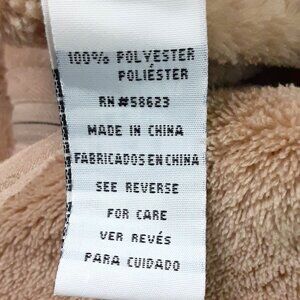 100% POLYESTER
POLIÉSTER
RN #58623
MADE IN CHINA
FABRICADOS EN CHINA
SEE REVERSE
FOR CARE
VER REVÉS
PARA CUIDADO